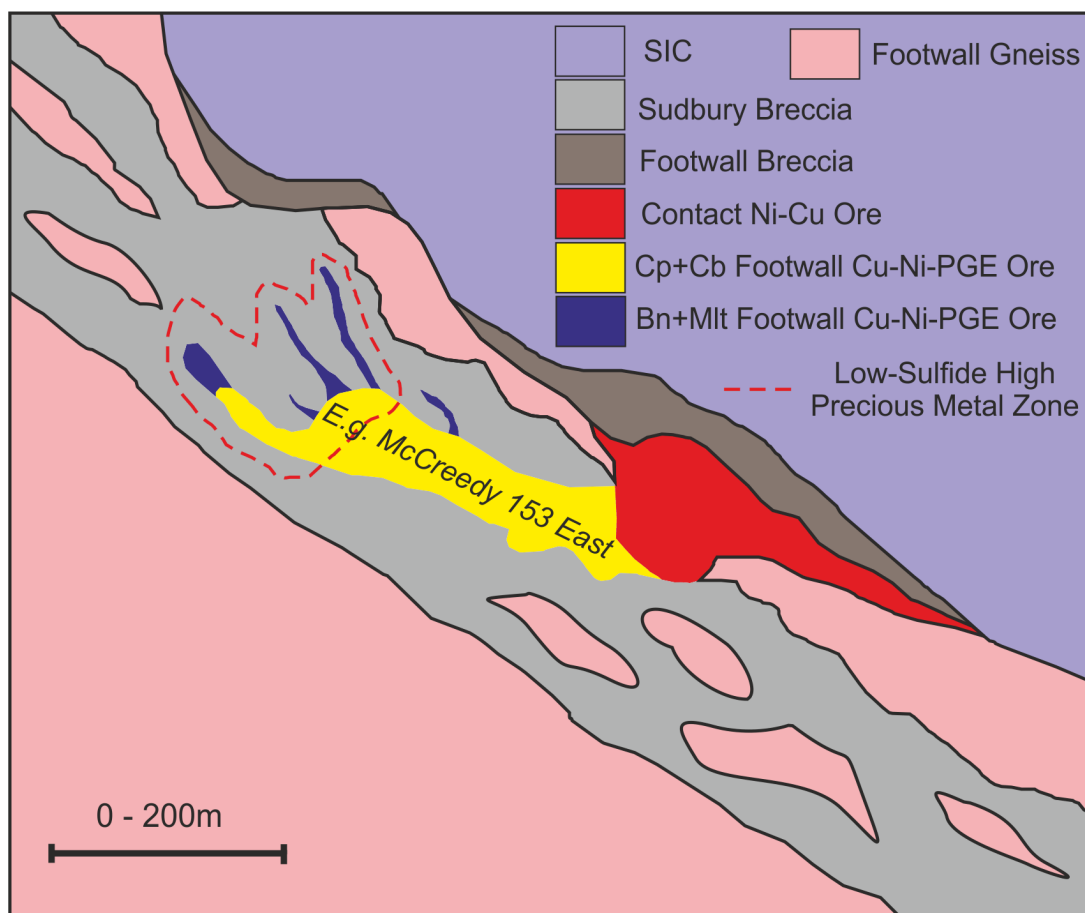 SIC
Footwall Gneiss
Sudbury Breccia
Footwall Breccia
Contact Ni-Cu Ore
Cp+Cb Footwall Cu-Ni-PGE Ore
Bn+Mlt Footwall Cu-Ni-PGE Ore
Low-Sulfide High
Precious Metal Zone
E.g. McCreedy 153 East
0 - 200m